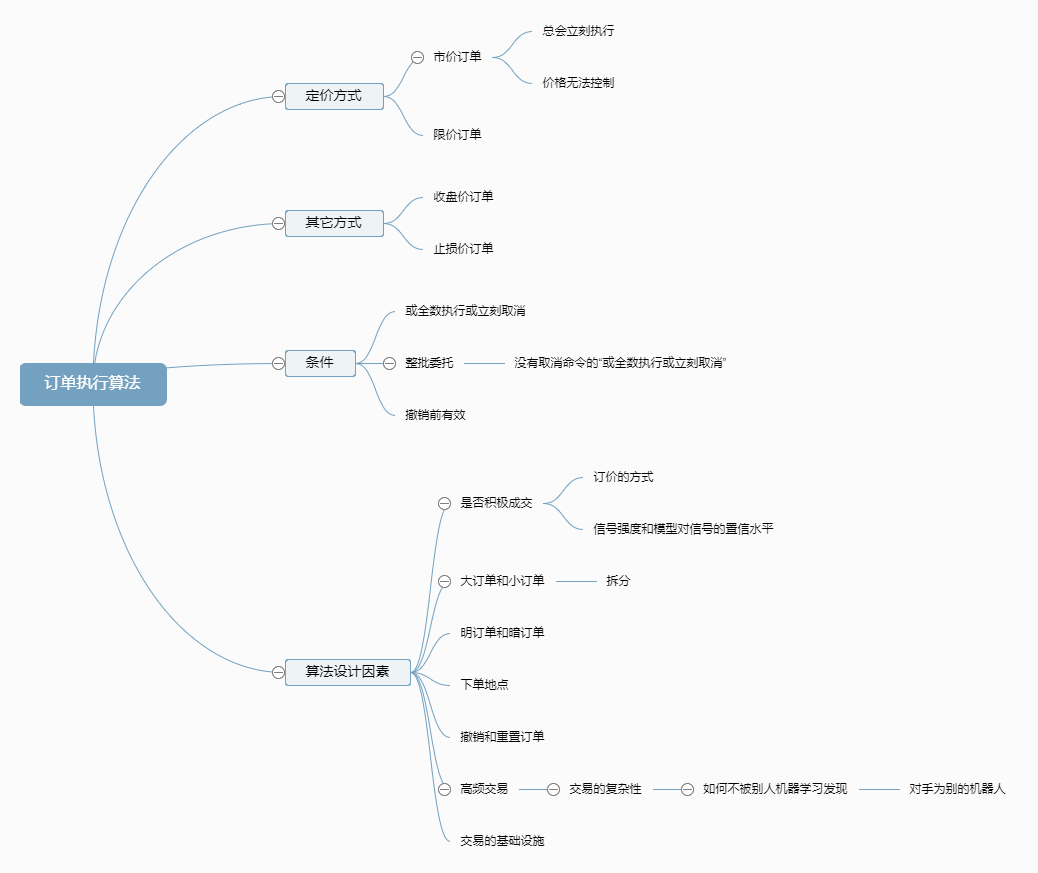 订单执行算法
定价方式
市价订单
总会立刻执行
价格无法控制
限价订单
其它方式
收盘价订单
止损价订单
条件
或全数执行或立刻取消
整批委托
没有取消命令的“或全数执行或立刻取消”
撤销前有效
算法设计因素
是否积极成交
订价的方式
信号强度和模型对信号的置信水平
大订单和小订单
拆分
明订单和暗订单
下单地点
撤销和重置订单
高频交易
交易的复杂性
如何不被别人机器学习发现
对手为别的机器人
交易的基础设施